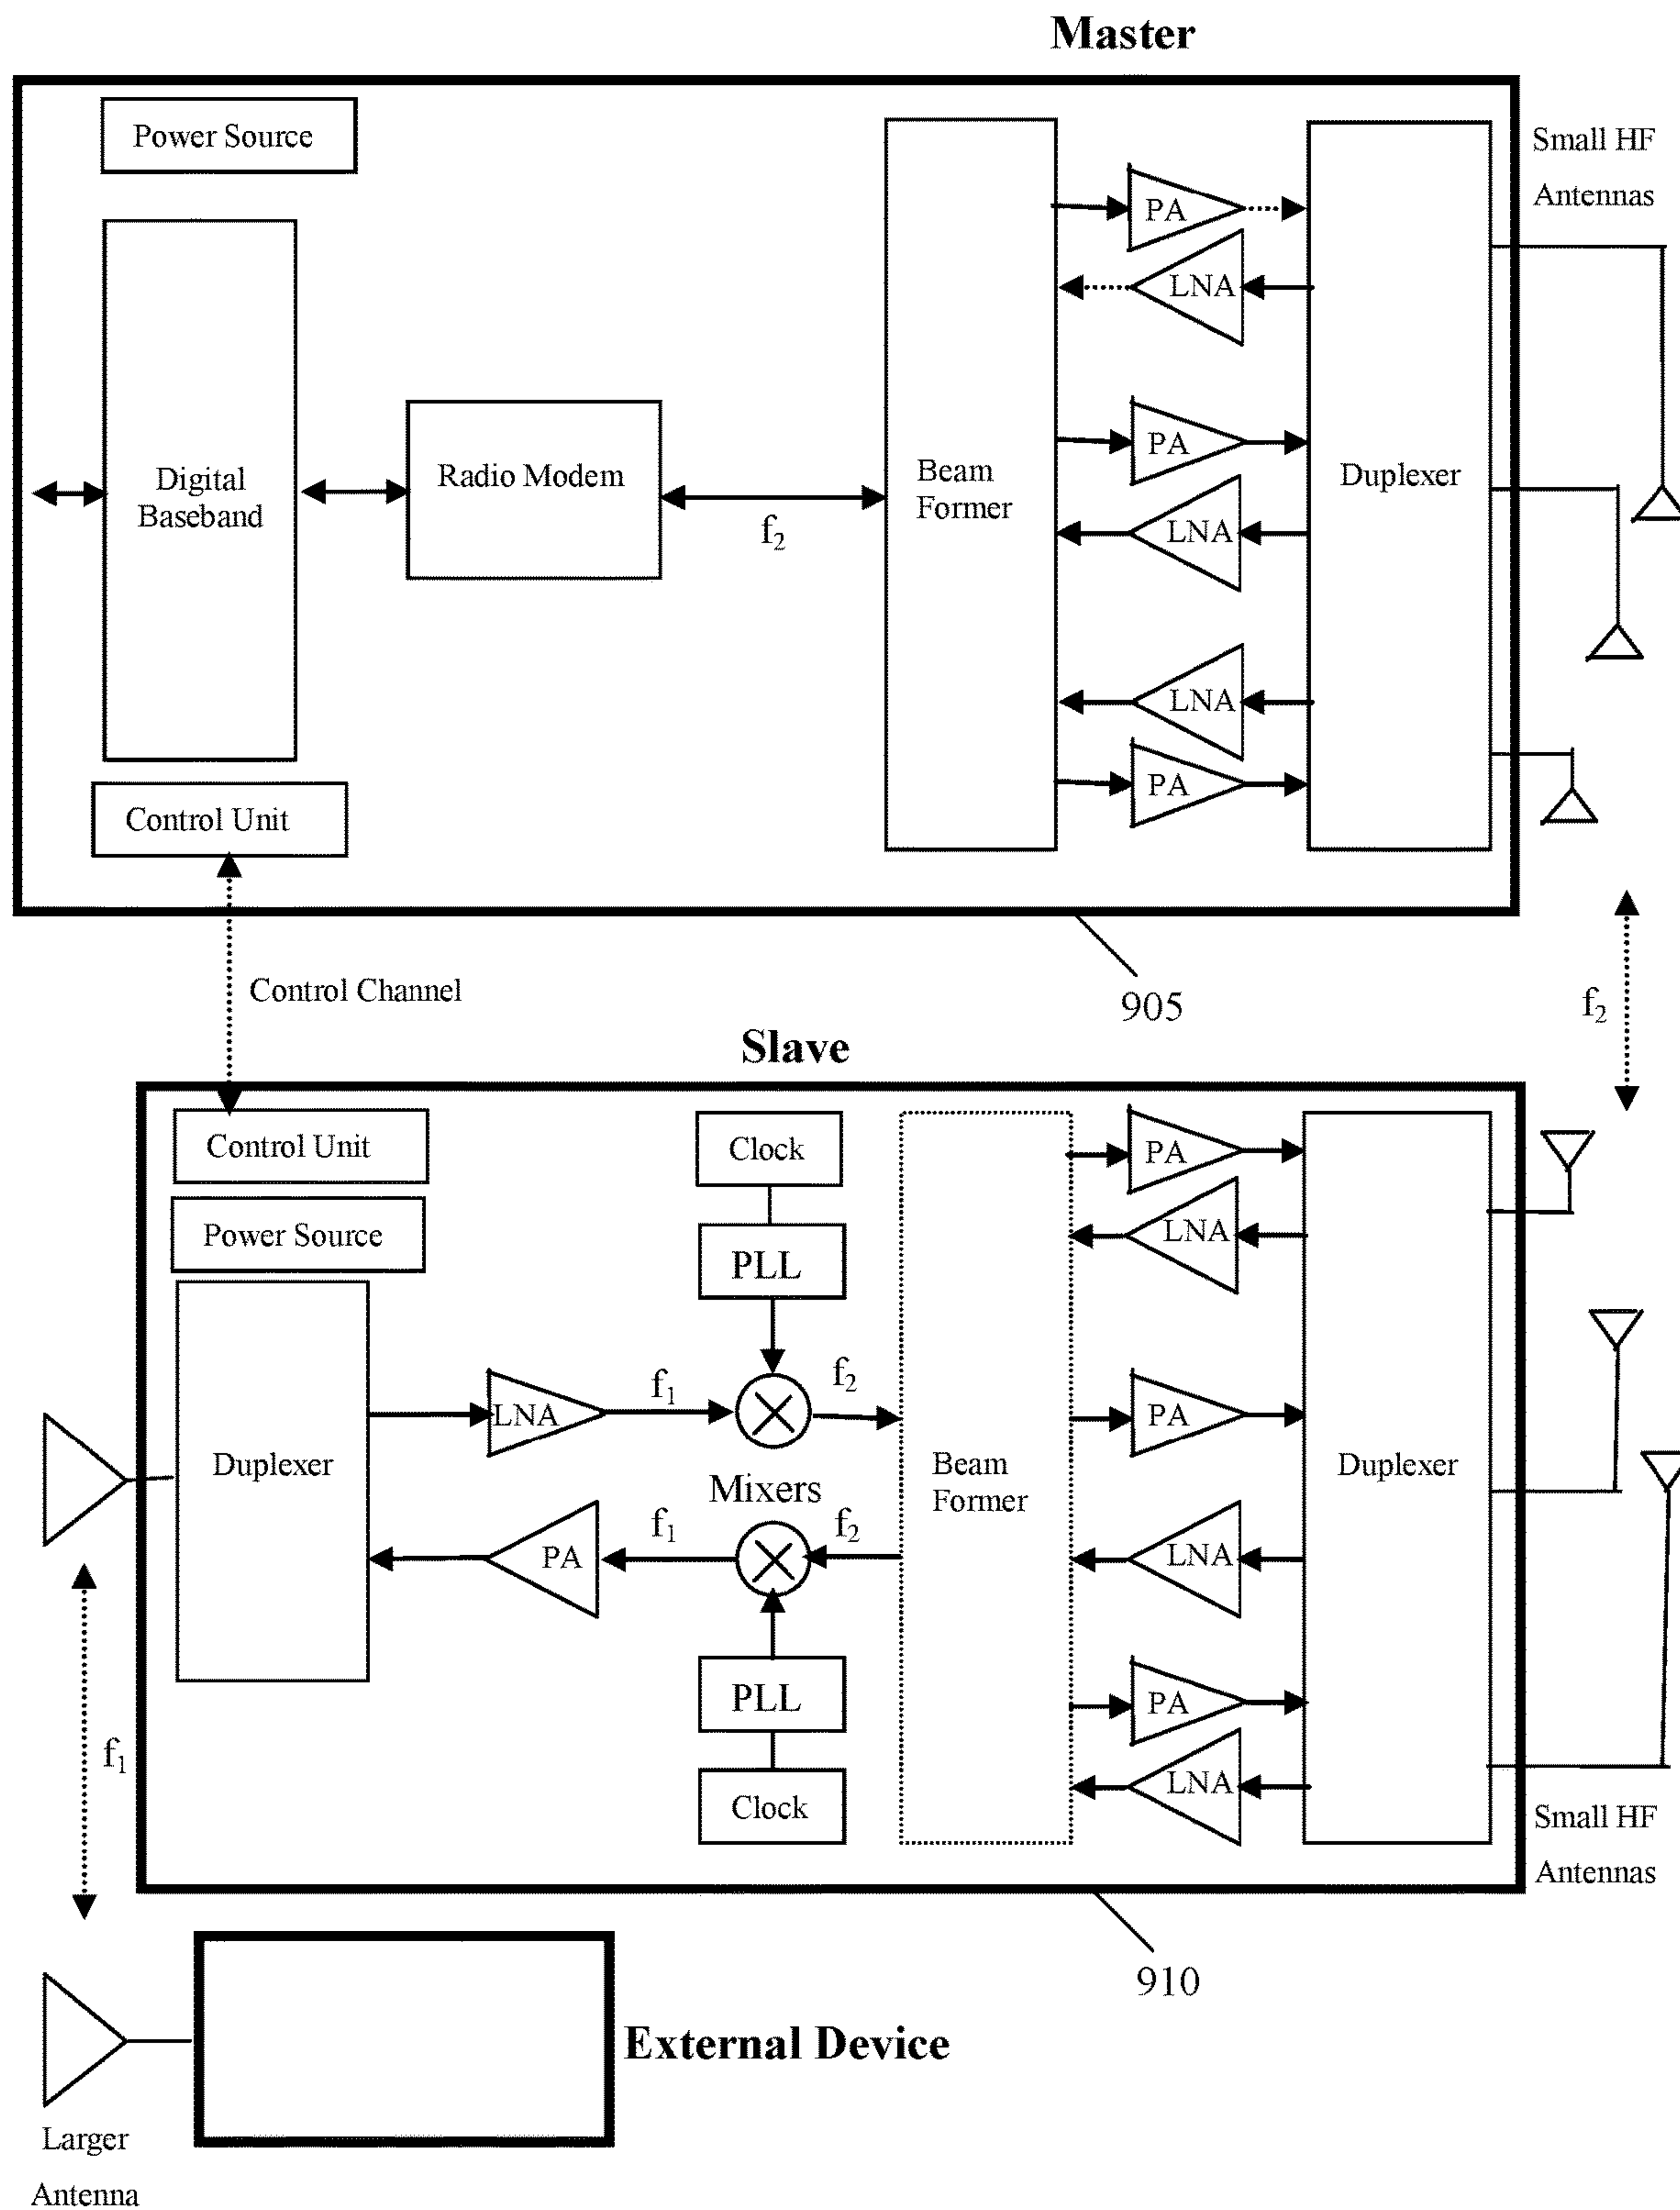 Master
Power Source
Small HF
Antennas
PA
LNA
Digital
Baseband
Radio Modem
f2
Beam
Former
PA
LNA
Duplexer
LNA
PA
Control Unit
Control Channel
905
f2
Slave
Control Unit
Power Source
Clock
PLL
PA
LNA
Duplexer
LNA
f1
f2
Mixers
PA
f1
f2
PLL
Clock
Beam
Former
PA
LNA
PA
LNA
Duplexer
f1
Small HF
Antennas
910
External Device
Larger
Antenna